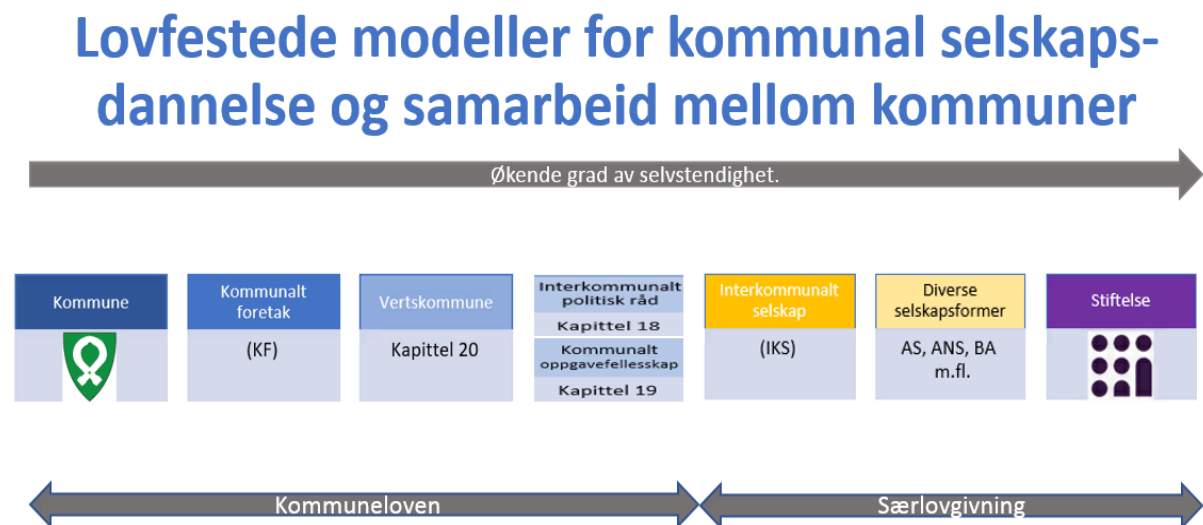 Lovfestede modeller for kommunal selskaps-
dannelse og samarbeid mellom kommuner
Økende grad av selvstendighet.
Kommune
Kommunalt
foretak
(KF)
Vertskommune
Kapittel 20
Interkommunalt
politisk råd
Kapittel 18
Kommunalt
oppgavefellesskap
Kapittel 19
Interkommunalt
selskap
(IKS)
Diverse
selskapsformer
AS, ANS, BA
m.fl.
Stiftelse
Kommuneloven
Særlovgivning